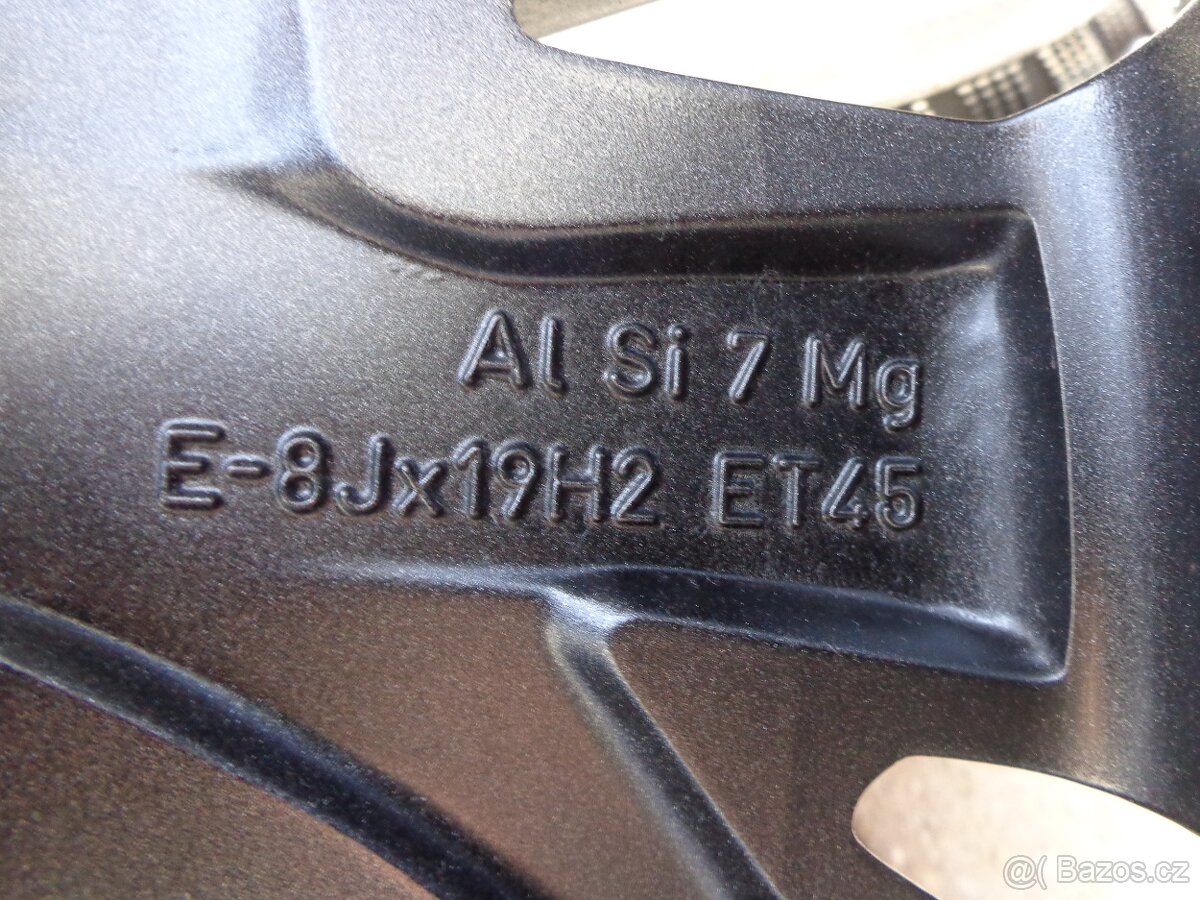 Al Si 7 Mg
E-8Jx19H2 ET45
@( Bazos.cz